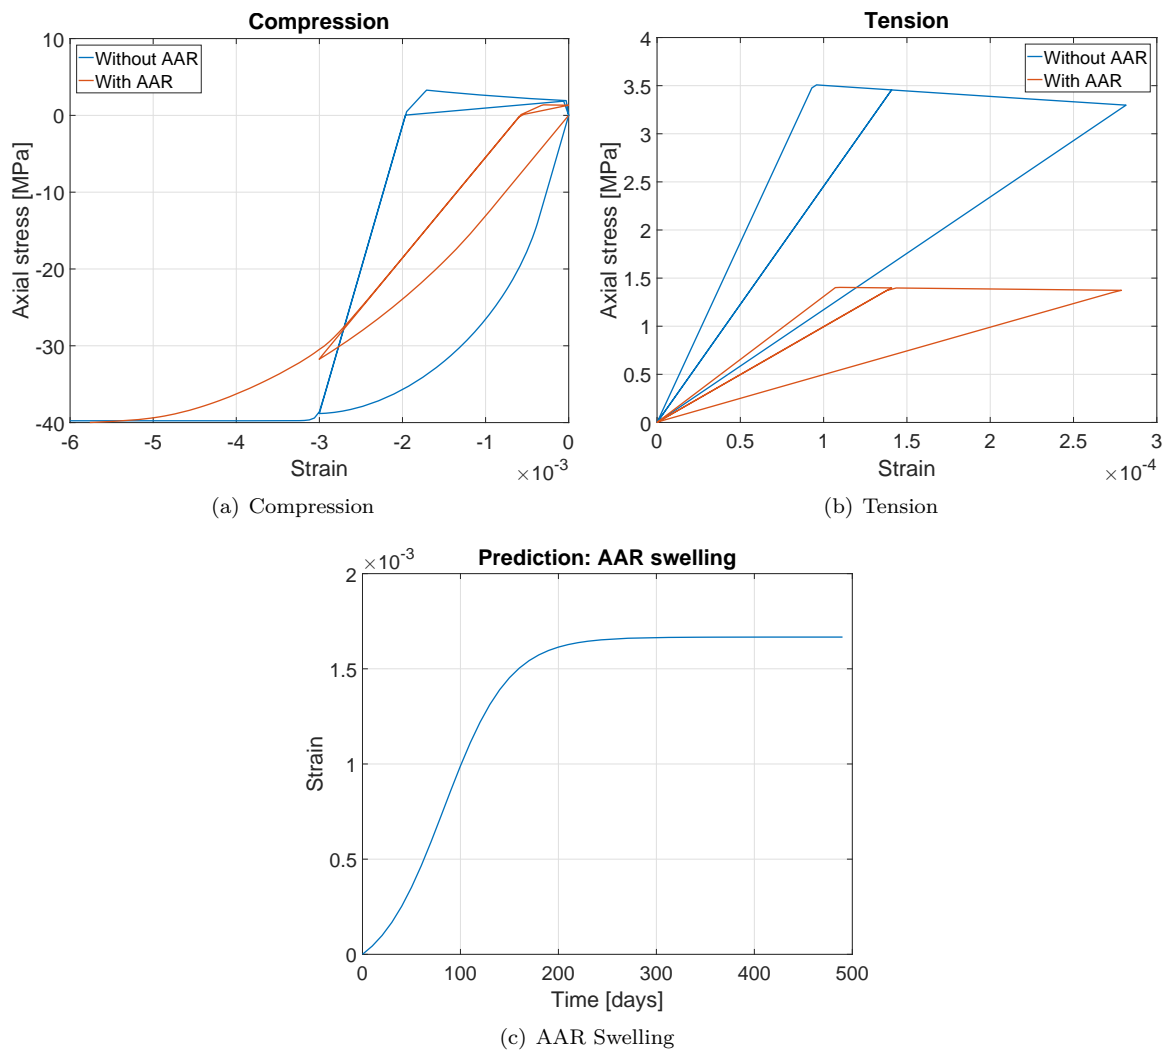 Compression
10
0
-10
-20
-30
-40
Axial stress [MPa]
Without AAR
With AAR
-6 -5 -4 -3 -2 -1 0
Strain
×10-3
(a) Compression
Tension
4
3.5
3
2.5
2
1.5
1
0.5
0
Axial stress [MPa]
Without AAR
With AAR
0 0.5 1 1.5 2 2.5 3
Strain
×10-4
(b) Tension
Prediction: AAR swelling
×10-3
2
1.5
1
0.5
0
Strain
0 100 200 300 400 500
Time [days]
(c) AAR Swelling